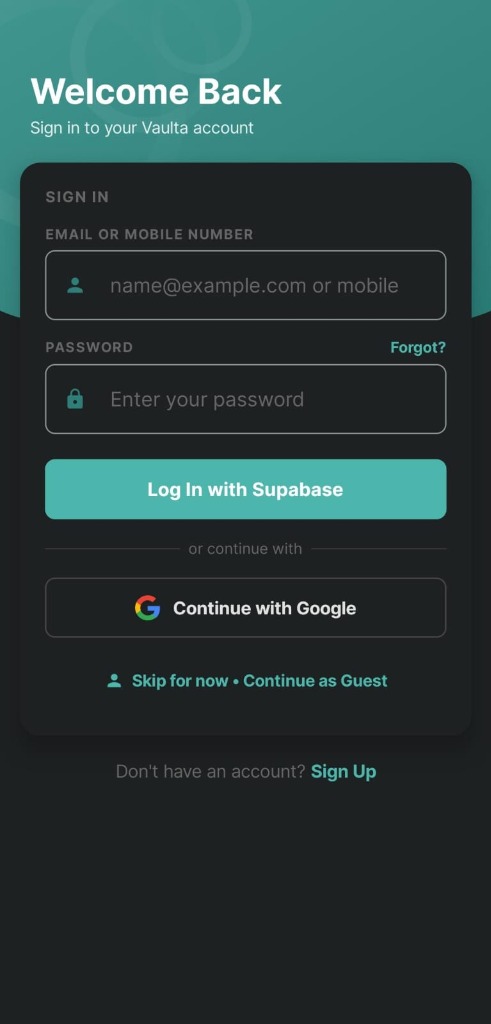 Welcome Back
Sign in to your Vaulta account
SIGN IN
EMAIL OR MOBILE NUMBER
name@example.com or mobile
PASSWORD Forgot?
Enter your password
Log In with Supabase
or continue with
Continue with Google
Skip for now • Continue as Guest
Don't have an account? Sign Up